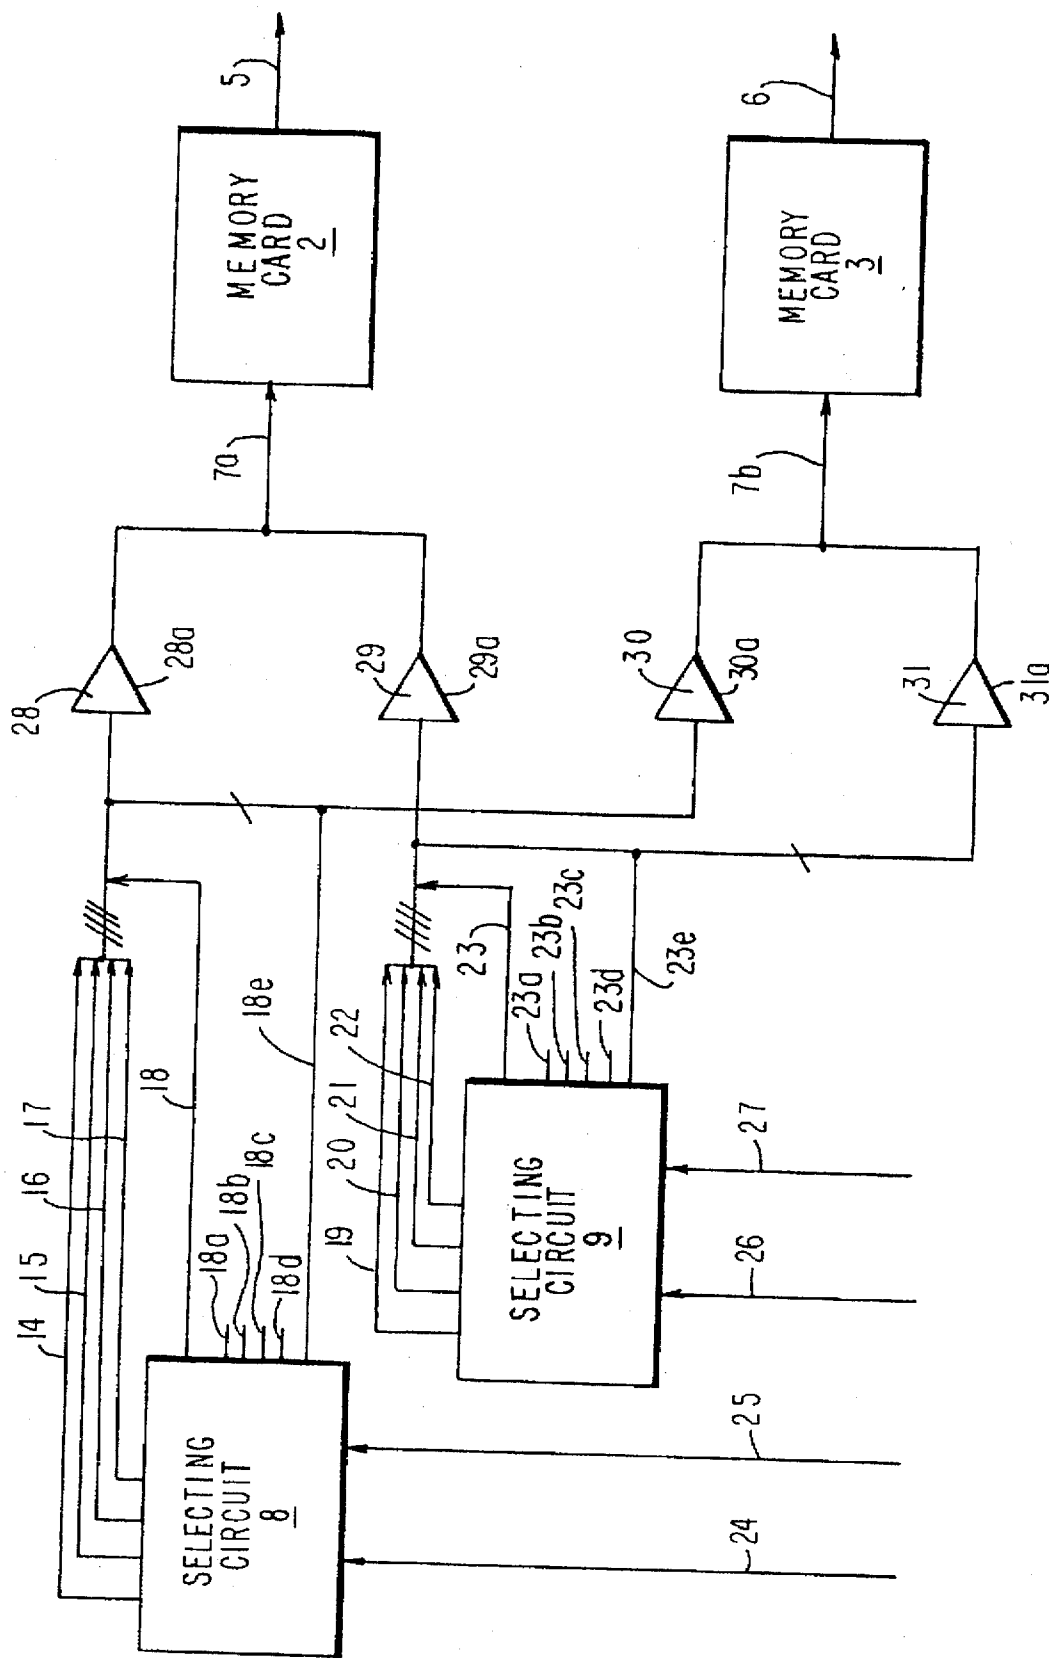 5
MEMORY
CARD
2
6
MEMORY
CARD
3
7a
7b
28
28a
29
29a
30
30a
31
31a
14
15
16
17
18
18a
18b
18c
18d
18e
19
20
21
22
23
23a
23b
23c
23d
23e
SELECTING
CIRCUIT
8
SELECTING
CIRCUIT
9
24
25
26
27